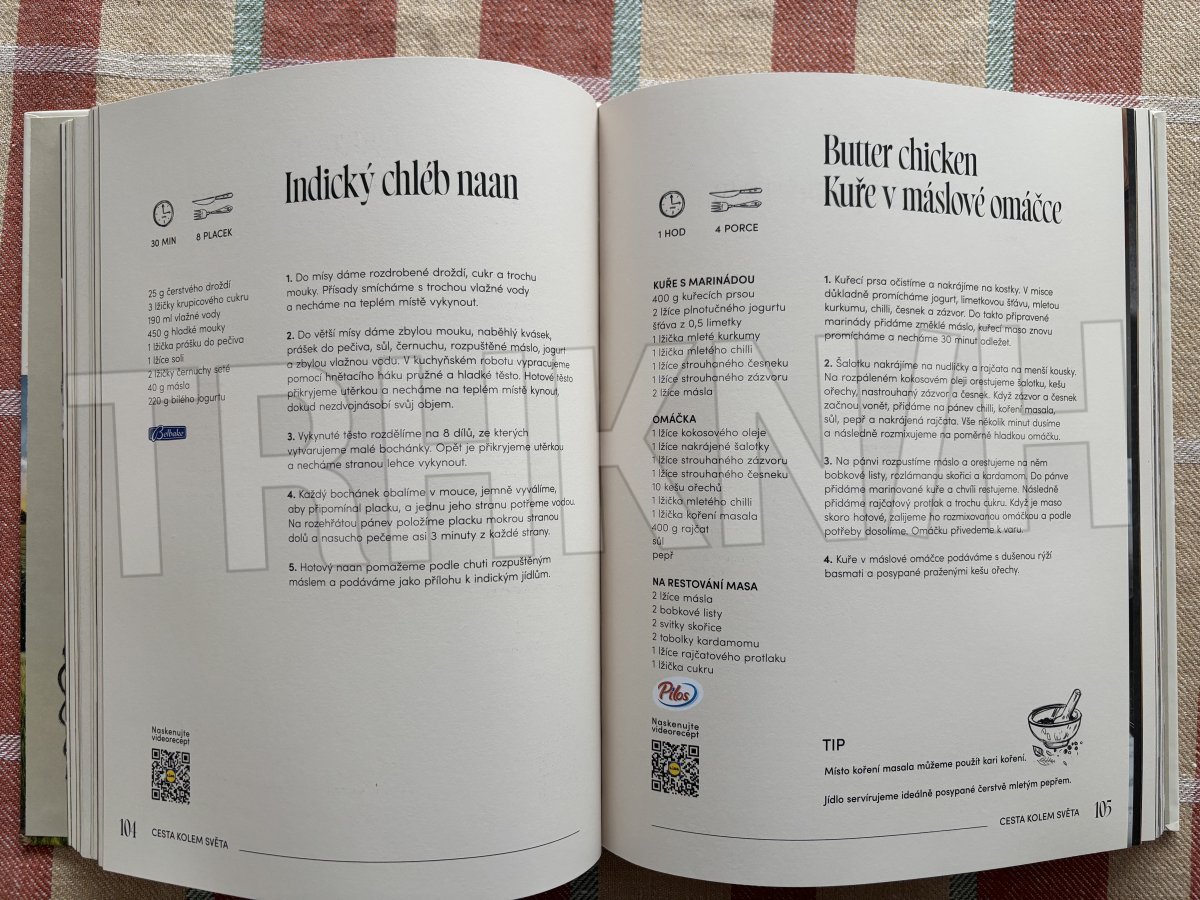 Indický chléb naan
30 MIN
8 PLACEK
25 g čerstvého droždí
3 lžičky krupicového cukru
190 ml vlažné vody
450 g hladké mouky
1 lžička prášku do pečiva
1 lžíce soli
2 lžičky černuchy seté
40 g másla
220 g bílého jogurtu
Belbake
1. Do mísy dáme rozdrobené droždí, cukr a trochu
mouky. Přísady smícháme s trochou vlažné vody
a necháme na teplém místě vykynout.
2. Do větší mísy dáme zbylou mouku, naběhlý kvásek,
prášek do pečiva, sůl, černuchu, rozpuštěné máslo, jogurt
a zbylou vlažnou vodu. V kuchyňském robotu vypracujeme
pomocí hnětacího háku pružné a hladké těsto. Hotové těsto
přikryjeme utěrkou a necháme na teplém místě kynout,
dokud nezdvojnásobí svůj objem.
3. Vykynuté těsto rozdělíme na 8 dílů, ze kterých
vytvarujeme malé bochánky. Opět je přikryjeme utěrkou
a necháme stranou lehce vykynout.
4. Každý bochánek obalíme v mouce, jemně vyválíme,
aby připomínal placku, a jednu jeho stranu potřeme vodou.
Na rozehřátou pánev položíme placku mokrou stranou
dolů a nasucho pečeme asi 3 minuty z každé strany.
5. Hotový naan pomažeme podle chuti rozpuštěným
máslem a podáváme jako přílohu k indickým jídlům.
Naskenujte
videorecept
104
CESTA KOLEM SVĚTA
Butter chicken
Kuře v máslové omáčce
1 HOD
4 PORCE
KUŘE S MARINÁDOU
400 g kuřecích prsou
2 lžíce plnotučného jogurtu
šťáva z 0,5 limetky
1 lžička mleté kurkumy
1 lžička mletého chilli
1 lžíce strouhaného česneku
1 lžíce strouhaného zázvoru
2 lžíce másla
OMÁČKA
1 lžíce kokosového oleje
1 lžíce nakrájené šalotky
1 lžíce strouhaného zázvoru
1 lžíce strouhaného česneku
10 kešu ořechů
1 lžička mletého chilli
1 lžička koření masala
400 g rajčat
sůl
pepř
NA RESTOVÁNÍ MASA
2 lžíce másla
2 bobkové listy
2 svitky skořice
2 tobolky kardamomu
1 lžíce rajčatového protlaku
1 lžička cukru
Pilos
Naskenujte
videorecept
1. Kuřecí prsa očistíme a nakrájíme na kostky. V misce
důkladně promícháme jogurt, limetkovou šťávu, mletou
kurkumu, chilli, česnek a zázvor. Do takto připravené
marinády přidáme změklé máslo, kuřecí maso znovu
promícháme a necháme 30 minut odležet.
2. Šalotku nakrájíme na nudličky a rajčata na menší kousky.
Na rozpáleném kokosovém oleji orestujeme šalotku, kešu
ořechy, nastrouhaný zázvor a česnek. Když zázvor a česnek
začnou vonět, přidáme na pánev chilli, koření masala,
sůl, pepř a nakrájená rajčata. Vše několik minut dusíme
a následně rozmixujeme na poměrně hladkou omáčku.
3. Na pánvi rozpustíme máslo a orestujeme na něm
bobkové listy, rozlámanou skořici a kardamom. Do pánve
přidáme marinované kuře a chvíli restujeme. Následně
přidáme rajčatový protlak a trochu cukru. Když je maso
skoro hotové, zalijeme ho rozmixovanou omáčkou a podle
potřeby dosolíme. Omáčku přivedeme k varu.
4. Kuře v máslové omáčce podáváme s dušenou rýží
basmati a posypané praženými kešu ořechy.
TIP
Místo koření masala můžeme použít kari koření.
Jídlo servírujeme ideálně posypané čerstvě mletým pepřem.
CESTA KOLEM SVĚTA
105